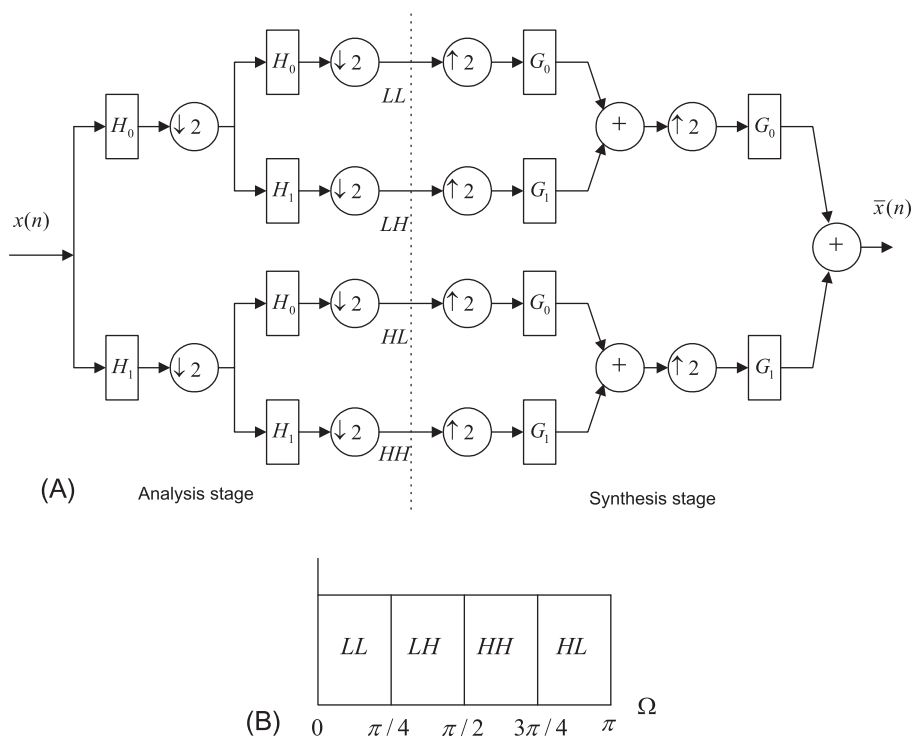 H₀ ↓2 LL ↑2 G₀
x(n) H₀ ↓2 + ↑2 G₀
H₁ ↓2 LH ↑2 G₁
+ x̅(n)
H₀ ↓2 HL ↑2 G₀
H₁ ↓2 + ↑2 G₁
H₁ ↓2 HH ↑2 G₁
(A) Analysis stage Synthesis stage
LL LH HH HL
(B) 0 π/4 π/2 3π/4 π Ω